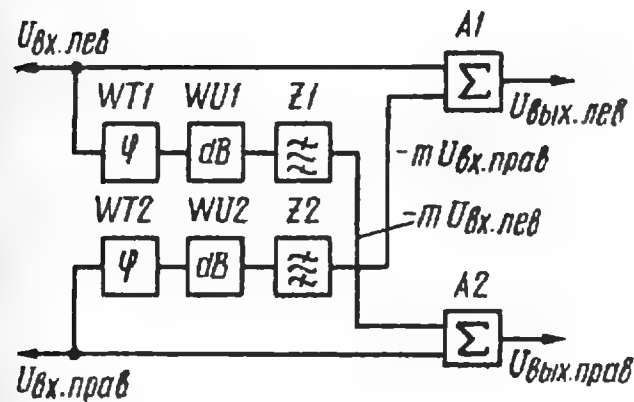 Uвх.лев
A1
Σ
Uвых.лев
WT1 WU1 Z1
φ dB
-mUвх.прав
WT2 WU2 Z2
-mUвх.лев
φ dB
A2
Σ
Uвх.прав
Uвых.прав